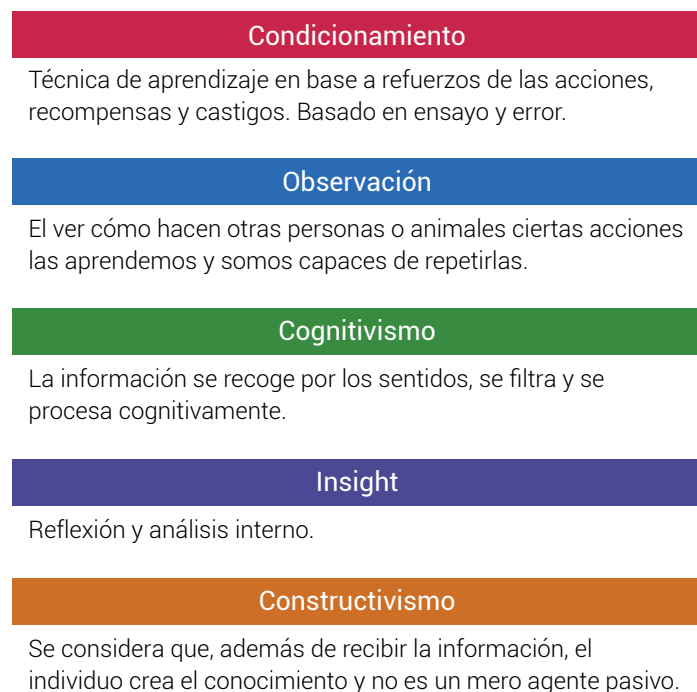 Condicionamiento
Técnica de aprendizaje en base a refuerzos de las acciones,
recompensas y castigos. Basado en ensayo y error.
Observación
El ver cómo hacen otras personas o animales ciertas acciones
las aprendemos y somos capaces de repetirlas.
Cognitivismo
La información se recoge por los sentidos, se filtra y se
procesa cognitivamente.
Insight
Reflexión y análisis interno.
Constructivismo
Se considera que, además de recibir la información, el
individuo crea el conocimiento y no es un mero agente pasivo.